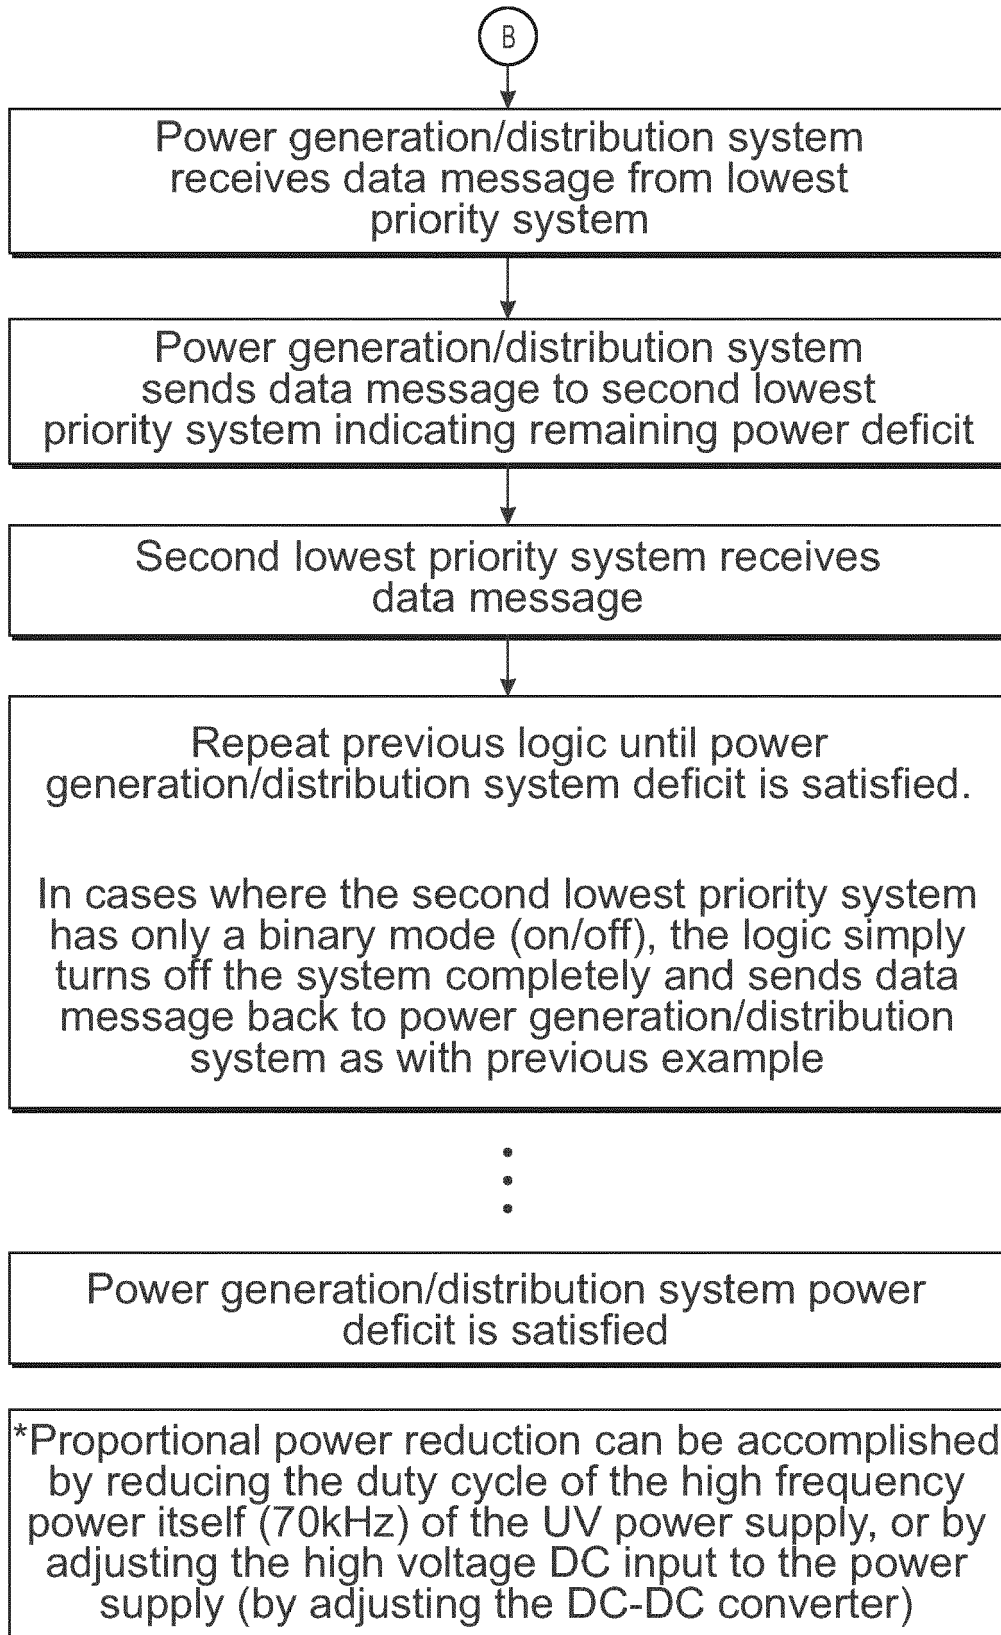 B
Power generation/distribution system
receives data message from lowest
priority system
Power generation/distribution system
sends data message to second lowest
priority system indicating remaining power deficit
Second lowest priority system receives
data message
Repeat previous logic until power
generation/distribution system deficit is satisfied.
In cases where the second lowest priority system
has only a binary mode (on/off), the logic simply
turns off the system completely and sends data
message back to power generation/distribution
system as with previous example
Power generation/distribution system power
deficit is satisfied
*Proportional power reduction can be accomplished
by reducing the duty cycle of the high frequency
power itself (70kHz) of the UV power supply, or by
adjusting the high voltage DC input to the power
supply (by adjusting the DC-DC converter)